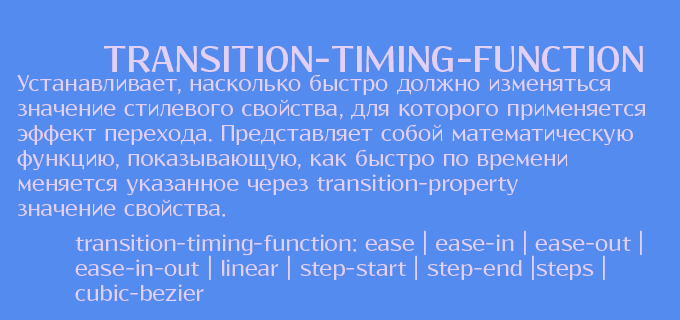 TRANSITION-TIMING-FUNCTION
Устанавливает, насколько быстро должно изменяться
значение стилевого свойства, для которого применяется
эффект перехода. Представляет собой математическую
функцию, показывающую, как быстро по времени
меняется указанное через transition-property
значение свойства.
transition-timing-function: ease | ease-in | ease-out |
ease-in-out | linear | step-start | step-end |steps |
cubic-bezier